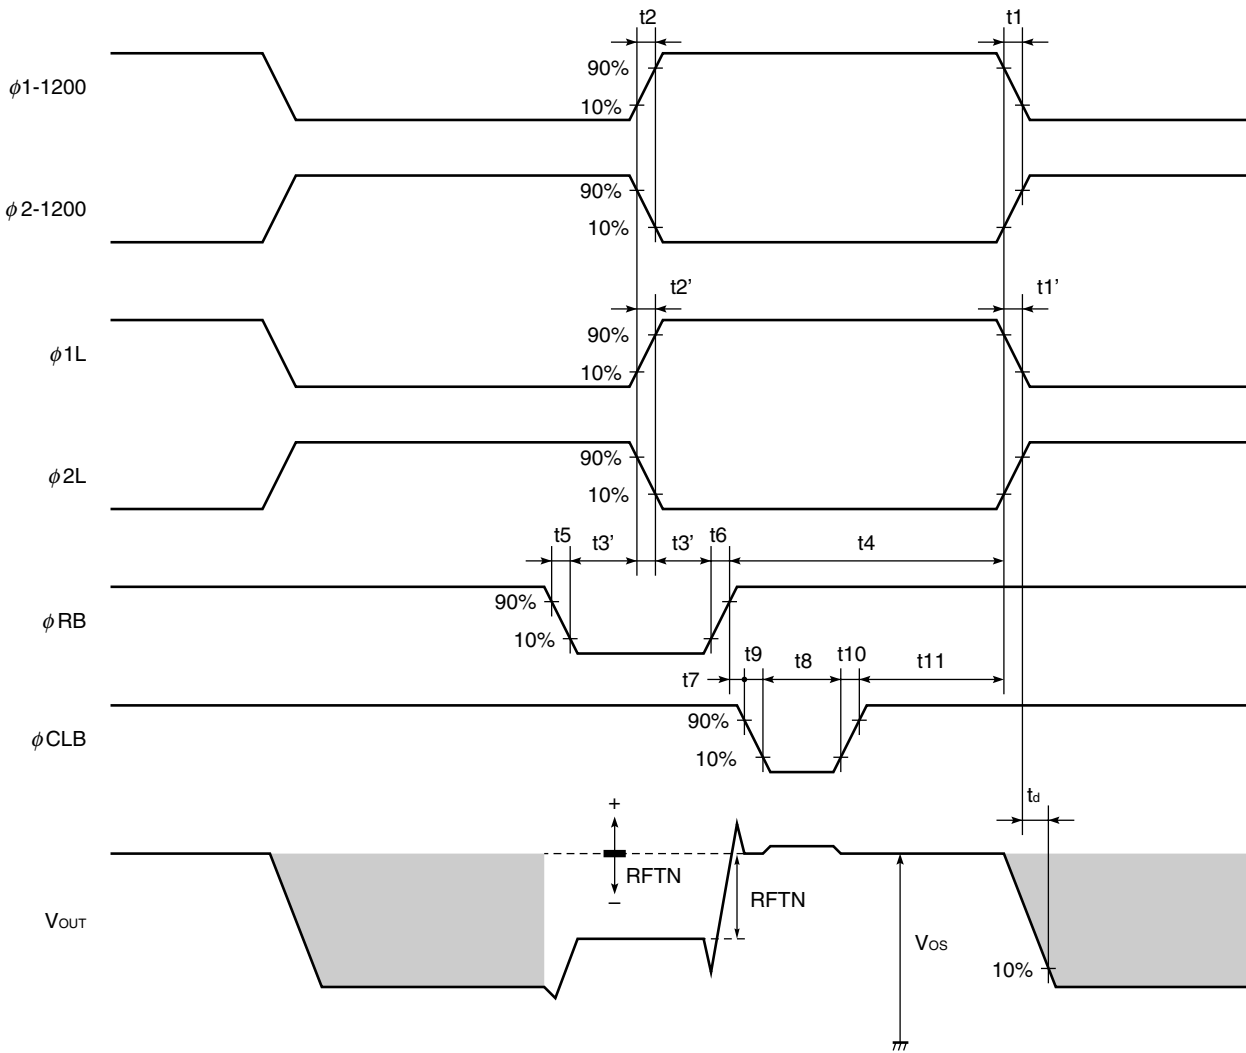 t2 t1
ϕ1-1200 90% 10%
ϕ2-1200 90% 10%
t2’ t1’
ϕ1L 90% 10%
ϕ2L 90% 10%
t5 t3’ t3’ t6 t4
ϕRB 90% 10%
t7 t9 t8 t10 t11
ϕCLB 90% 10%
td
+
RFTN
–
RFTN
VOUT
VOS
10%